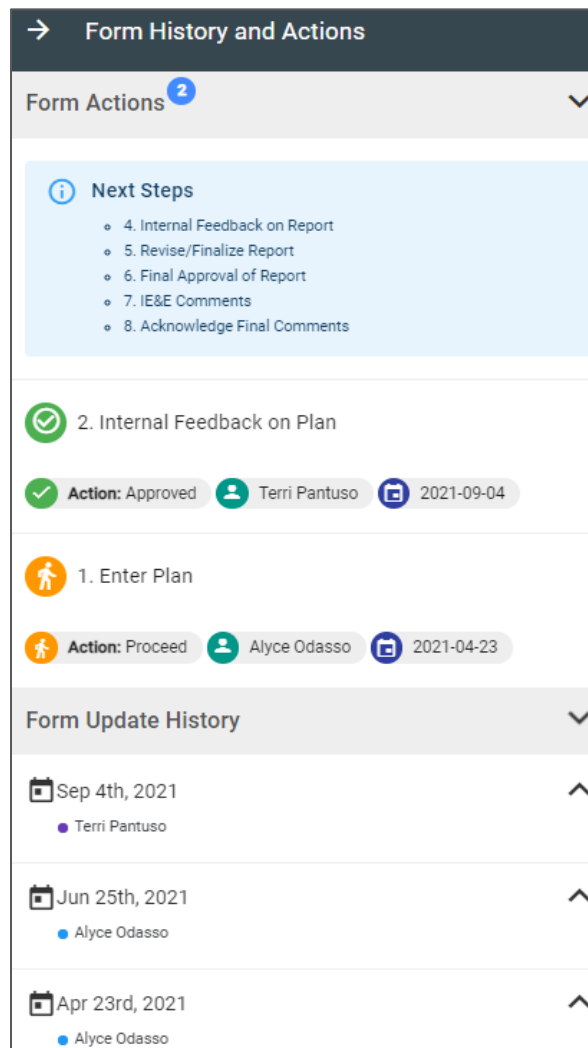 Form History and Actions
Form Actions 2
Next Steps
4. Internal Feedback on Report
5. Revise/Finalize Report
6. Final Approval of Report
7. IE&E Comments
8. Acknowledge Final Comments
2. Internal Feedback on Plan
Action: Approved Terri Pantuso 2021-09-04
1. Enter Plan
Action: Proceed Alyce Odasso 2021-04-23
Form Update History
Sep 4th, 2021
Terri Pantuso
Jun 25th, 2021
Alyce Odasso
Apr 23rd, 2021
Alyce Odasso